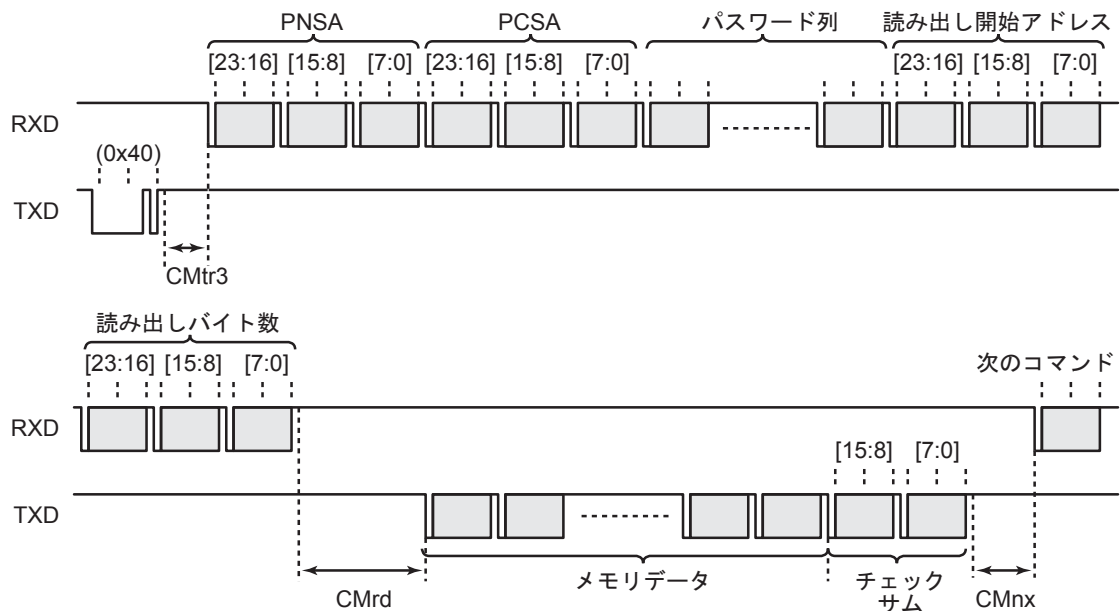 PNSA PCSA パスワード列 読み出し開始アドレス
[23:16] [15:8] [7:0] [23:16] [15:8] [7:0] [23:16] [15:8] [7:0]
RXD
(0x40)
TXD
CMtr3
読み出しバイト数
[23:16] [15:8] [7:0] 次のコマンド
RXD
[15:8] [7:0]
TXD
メモリデータ チェック
サム
CMrd CMnx